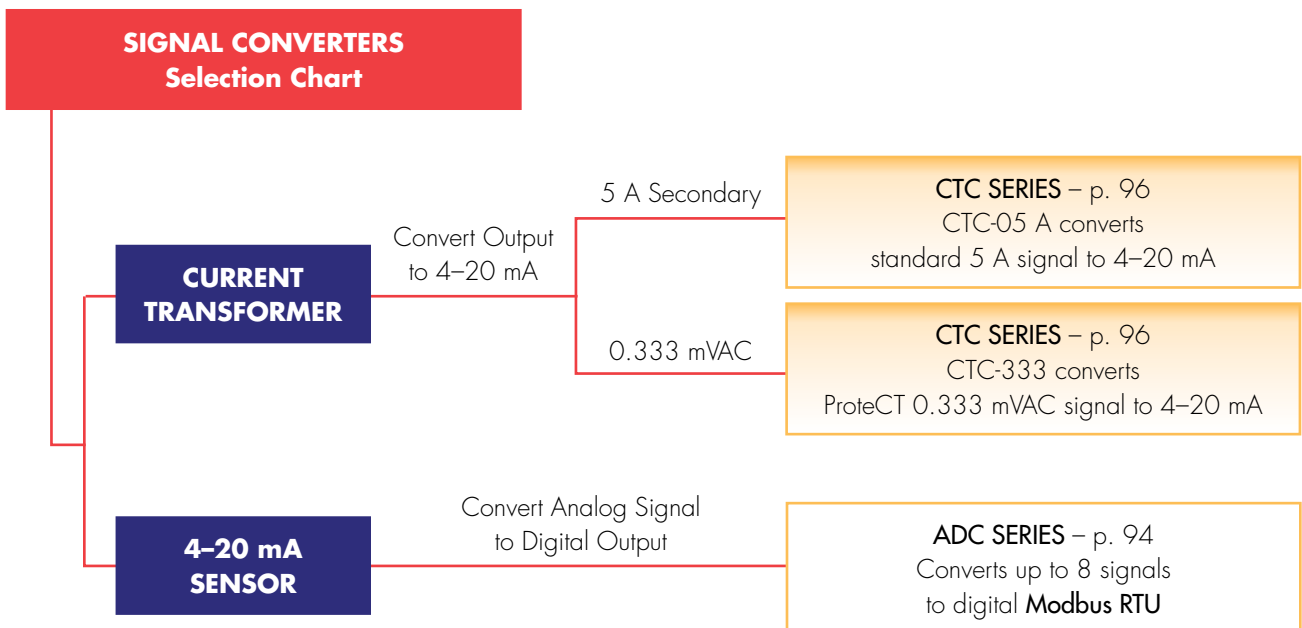 SIGNAL CONVERTERS
Selection Chart
CURRENT
TRANSFORMER
Convert Output
to 4–20 mA
5 A Secondary
CTC SERIES – p. 96
CTC-05 A converts
standard 5 A signal to 4–20 mA
0.333 mVAC
CTC SERIES – p. 96
CTC-333 converts
ProteCT 0.333 mVAC signal to 4–20 mA
4–20 mA
SENSOR
Convert Analog Signal
to Digital Output
ADC SERIES – p. 94
Converts up to 8 signals
to digital Modbus RTU